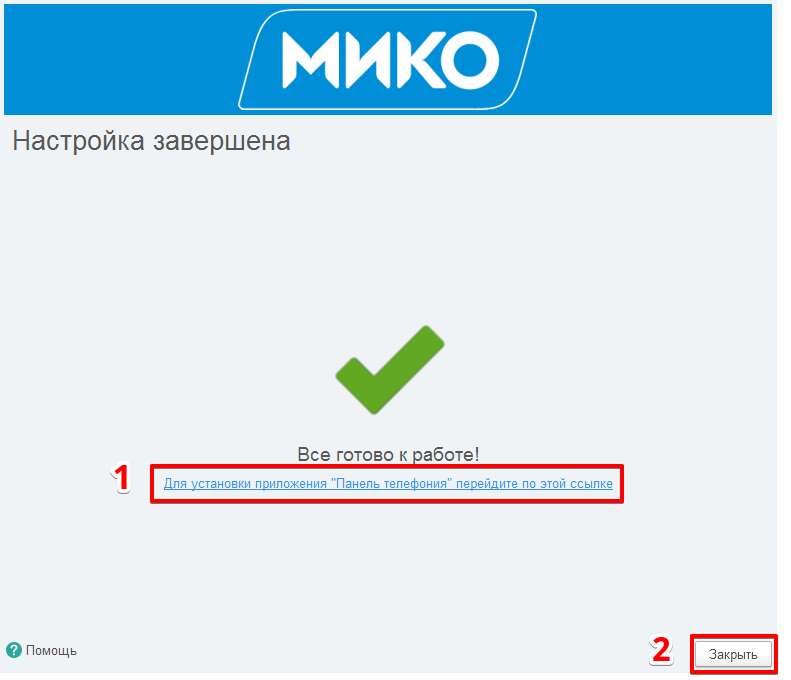 МИКО
Настройка завершена
Все готово к работе!
1
Для установки приложения "Панель телефония" перейдите по этой ссылке
? Помощь
2
Закрыть